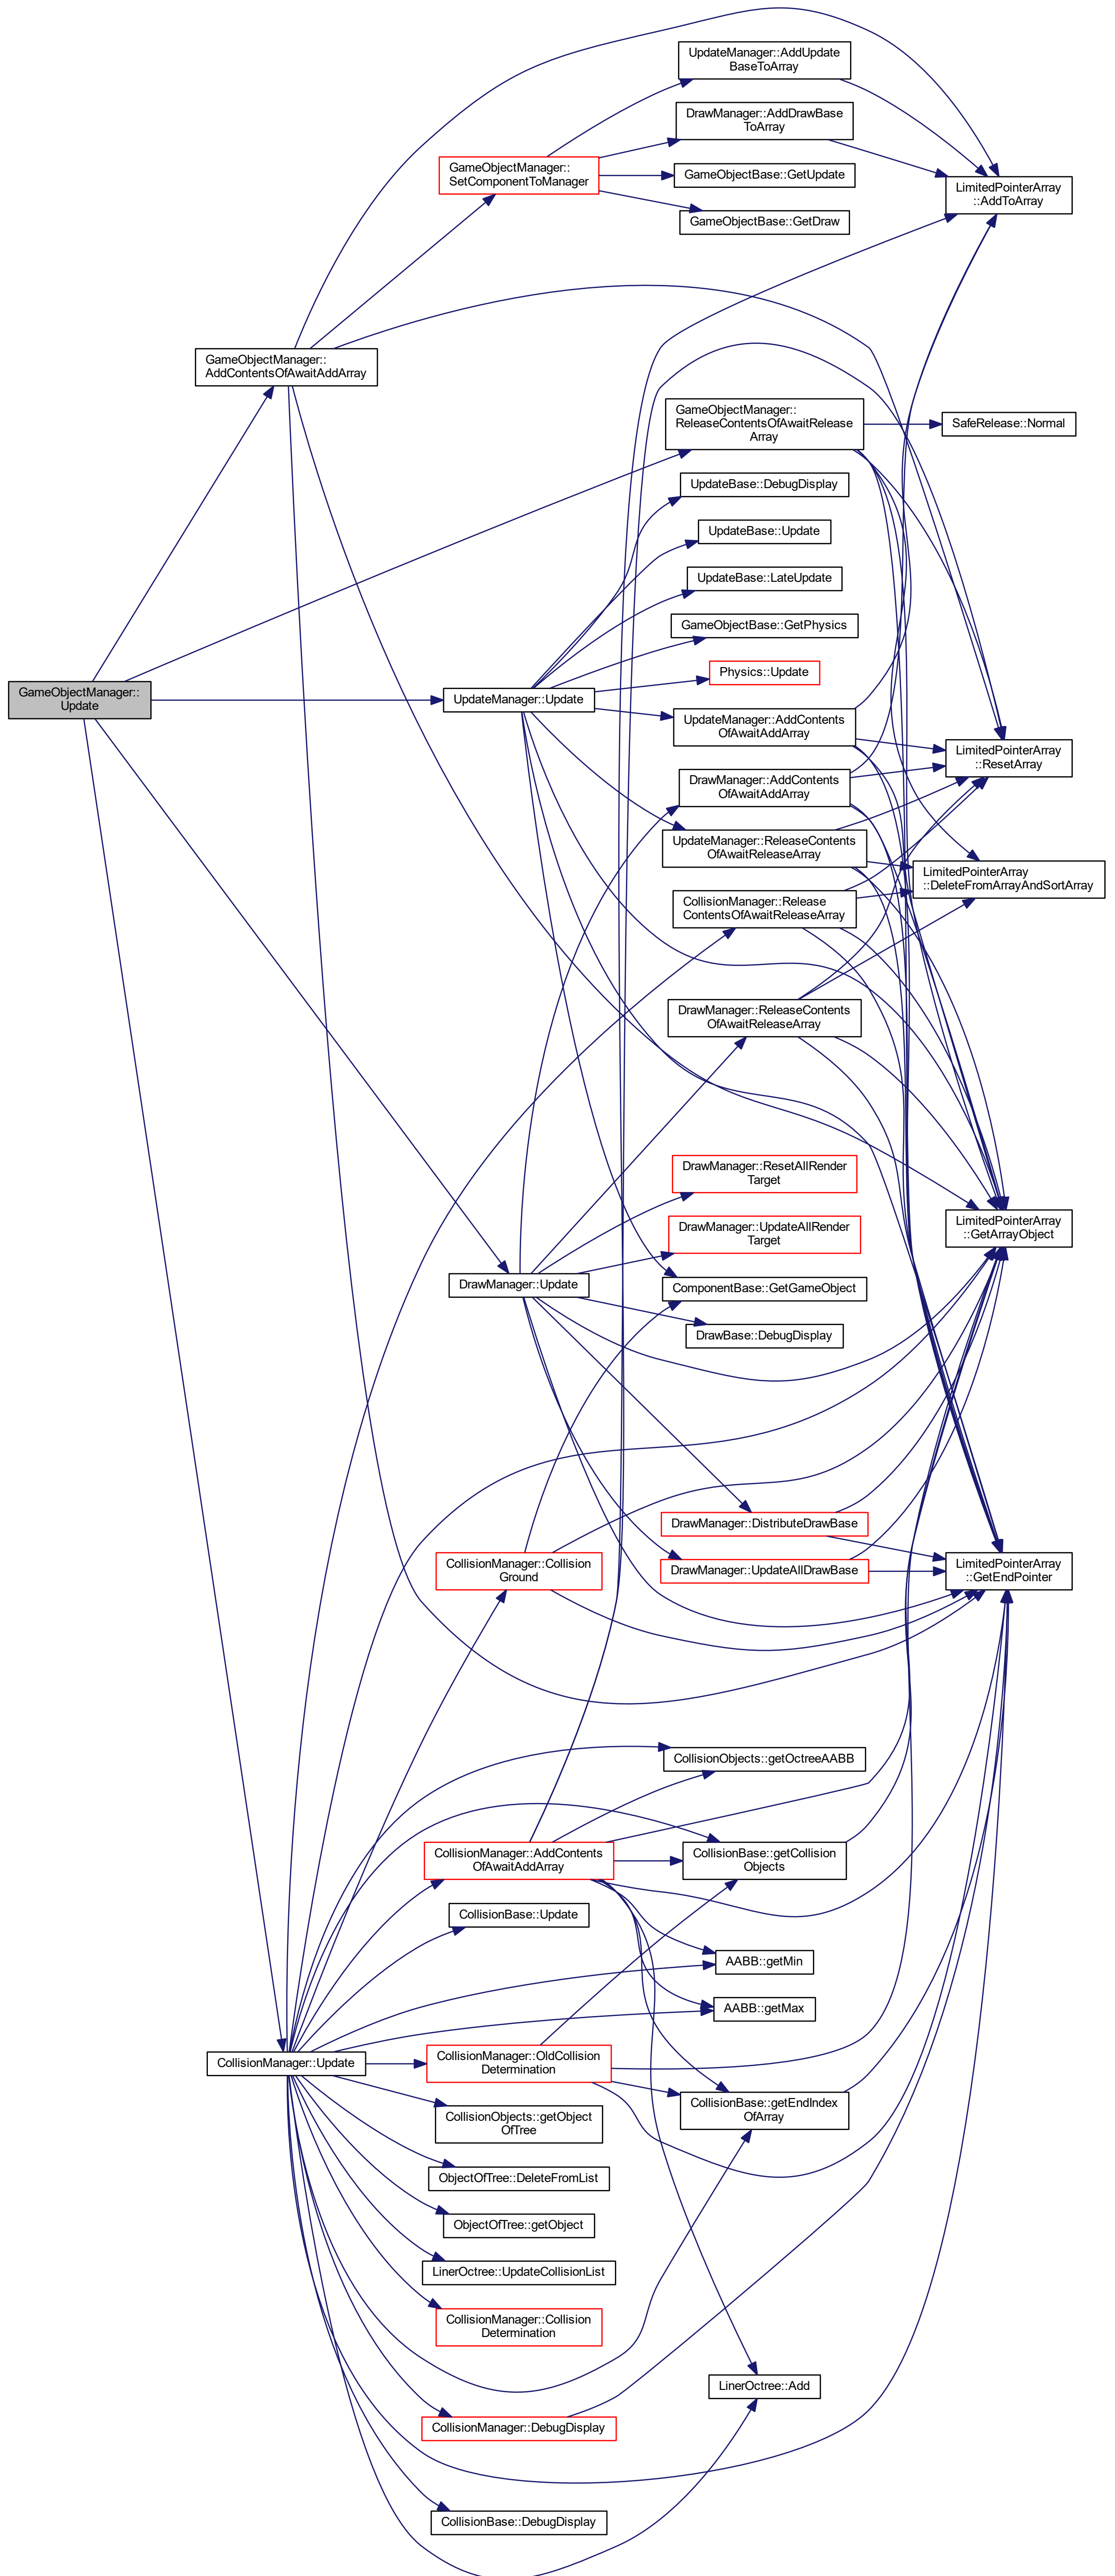 UpdateManager::AddUpdate
BaseToArray
DrawManager::AddDrawBase
ToArray
GameObjectManager::
SetComponentToManager
GameObjectBase::GetUpdate
LimitedPointerArray
::AddToArray
GameObjectBase::GetDraw
GameObjectManager::
AddContentsOfAwaitAddArray
GameObjectManager::
ReleaseContentsOfAwaitRelease
Array
SafeRelease::Normal
UpdateBase::DebugDisplay
UpdateBase::Update
UpdateBase::LateUpdate
GameObjectBase::GetPhysics
Physics::Update
GameObjectManager::
Update
UpdateManager::Update
UpdateManager::AddContents
OfAwaitAddArray
LimitedPointerArray
::ResetArray
DrawManager::AddContents
OfAwaitAddArray
UpdateManager::ReleaseContents
OfAwaitReleaseArray
LimitedPointerArray
::DeleteFromArrayAndSortArray
CollisionManager::Release
ContentsOfAwaitReleaseArray
DrawManager::ReleaseContents
OfAwaitReleaseArray
DrawManager::ResetAllRender
Target
LimitedPointerArray
::GetArrayObject
DrawManager::UpdateAllRender
Target
DrawManager::Update
ComponentBase::GetGameObject
DrawBase::DebugDisplay
DrawManager::DistributeDrawBase
CollisionManager::Collision
Ground
DrawManager::UpdateAllDrawBase
LimitedPointerArray
::GetEndPointer
CollisionObjects::getOctreeAABB
CollisionManager::AddContents
OfAwaitAddArray
CollisionBase::getCollision
Objects
CollisionBase::Update
AABB::getMin
AABB::getMax
CollisionManager::Update
CollisionManager::OldCollision
Determination
CollisionBase::getEndIndex
OfArray
CollisionObjects::getObject
OfTree
ObjectOfTree::DeleteFromList
ObjectOfTree::getObject
LinerOctree::UpdateCollisionList
CollisionManager::Collision
Determination
LinerOctree::Add
CollisionManager::DebugDisplay
CollisionBase::DebugDisplay